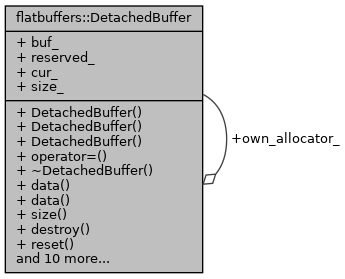 flatbuffers::DetachedBuffer
+ buf_
+ reserved_
+ cur_
+ size_
+ DetachedBuffer()
+ DetachedBuffer()
+ DetachedBuffer()
+ operator=()
+ ~DetachedBuffer()
+ data()
+ data()
+ size()
+ destroy()
+ reset()
and 10 more...
+own_allocator_